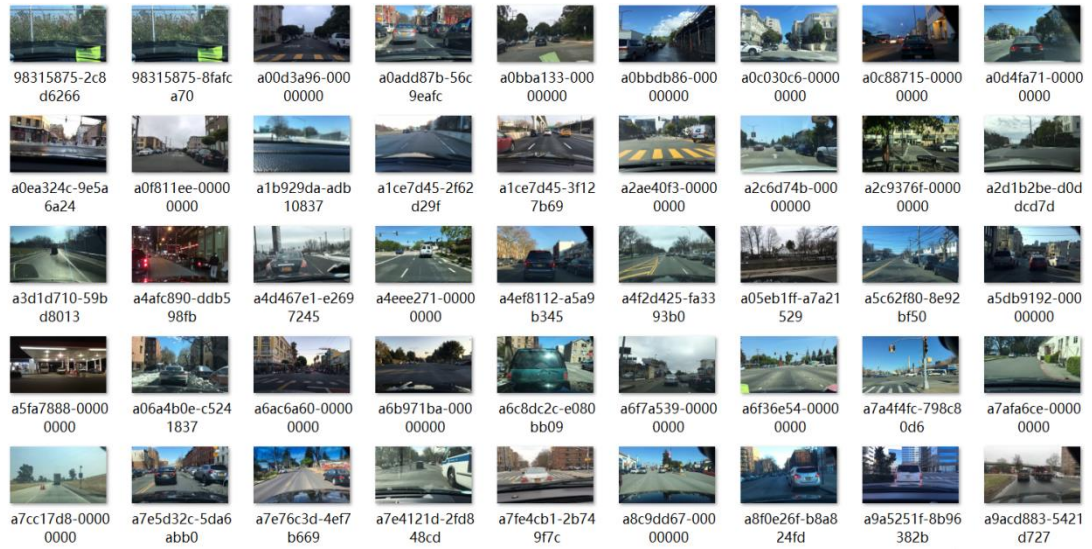 98315875-2c8 98315875-8fafc a00d3a96-000 a0add87b-56c a0bba133-000 a0bbdb86-000 a0c030c6-0000 a0c88715-0000 a0d4fa71-0000
d6266 a70 00000 9eafc 00000 00000 0000 0000 0000
a0ea324c-9e5a a0f811ee-0000 a1b929da-adb a1ce7d45-2f62 a1ce7d45-3f12 a2ae40f3-0000 a2c6d74b-000 a2c9376f-0000 a2d1b2be-d0d
6a24 0000 10837 d29f 7b69 0000 00000 0000 dcd7d
a3d1d710-59b a4afc890-ddb5 a4d467e1-e269 a4eee271-0000 a4ef8112-a5a9 a4f2d425-fa33 a05eb1ff-a7a21 a5c62f80-8e92 a5db9192-000
d8013 98fb 7245 0000 b345 93b0 529 bf50 00000
a5fa7888-0000 a06a4b0e-c524 a6ac6a60-0000 a6b971ba-000 a6c8dc2c-e080 a6f7a539-0000 a6f36e54-0000 a7a4f4fc-798c8 a7afa6ce-0000
0000 1837 0000 00000 bb09 0000 0000 0d6 0000
a7cc17d8-0000 a7e5d32c-5da6 a7e76c3d-4ef7 a7e4121d-2fd8 a7fe4cb1-2b74 a8c9dd67-000 a8f0e26f-b8a8 a9a5251f-8b96 a9acd883-5421
0000 abb0 b669 48cd 9f7c 00000 24fd 382b d727